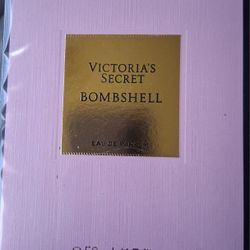 VICTORIA'S
SECRET
BOMBSHELL
EAU DE PARFUM